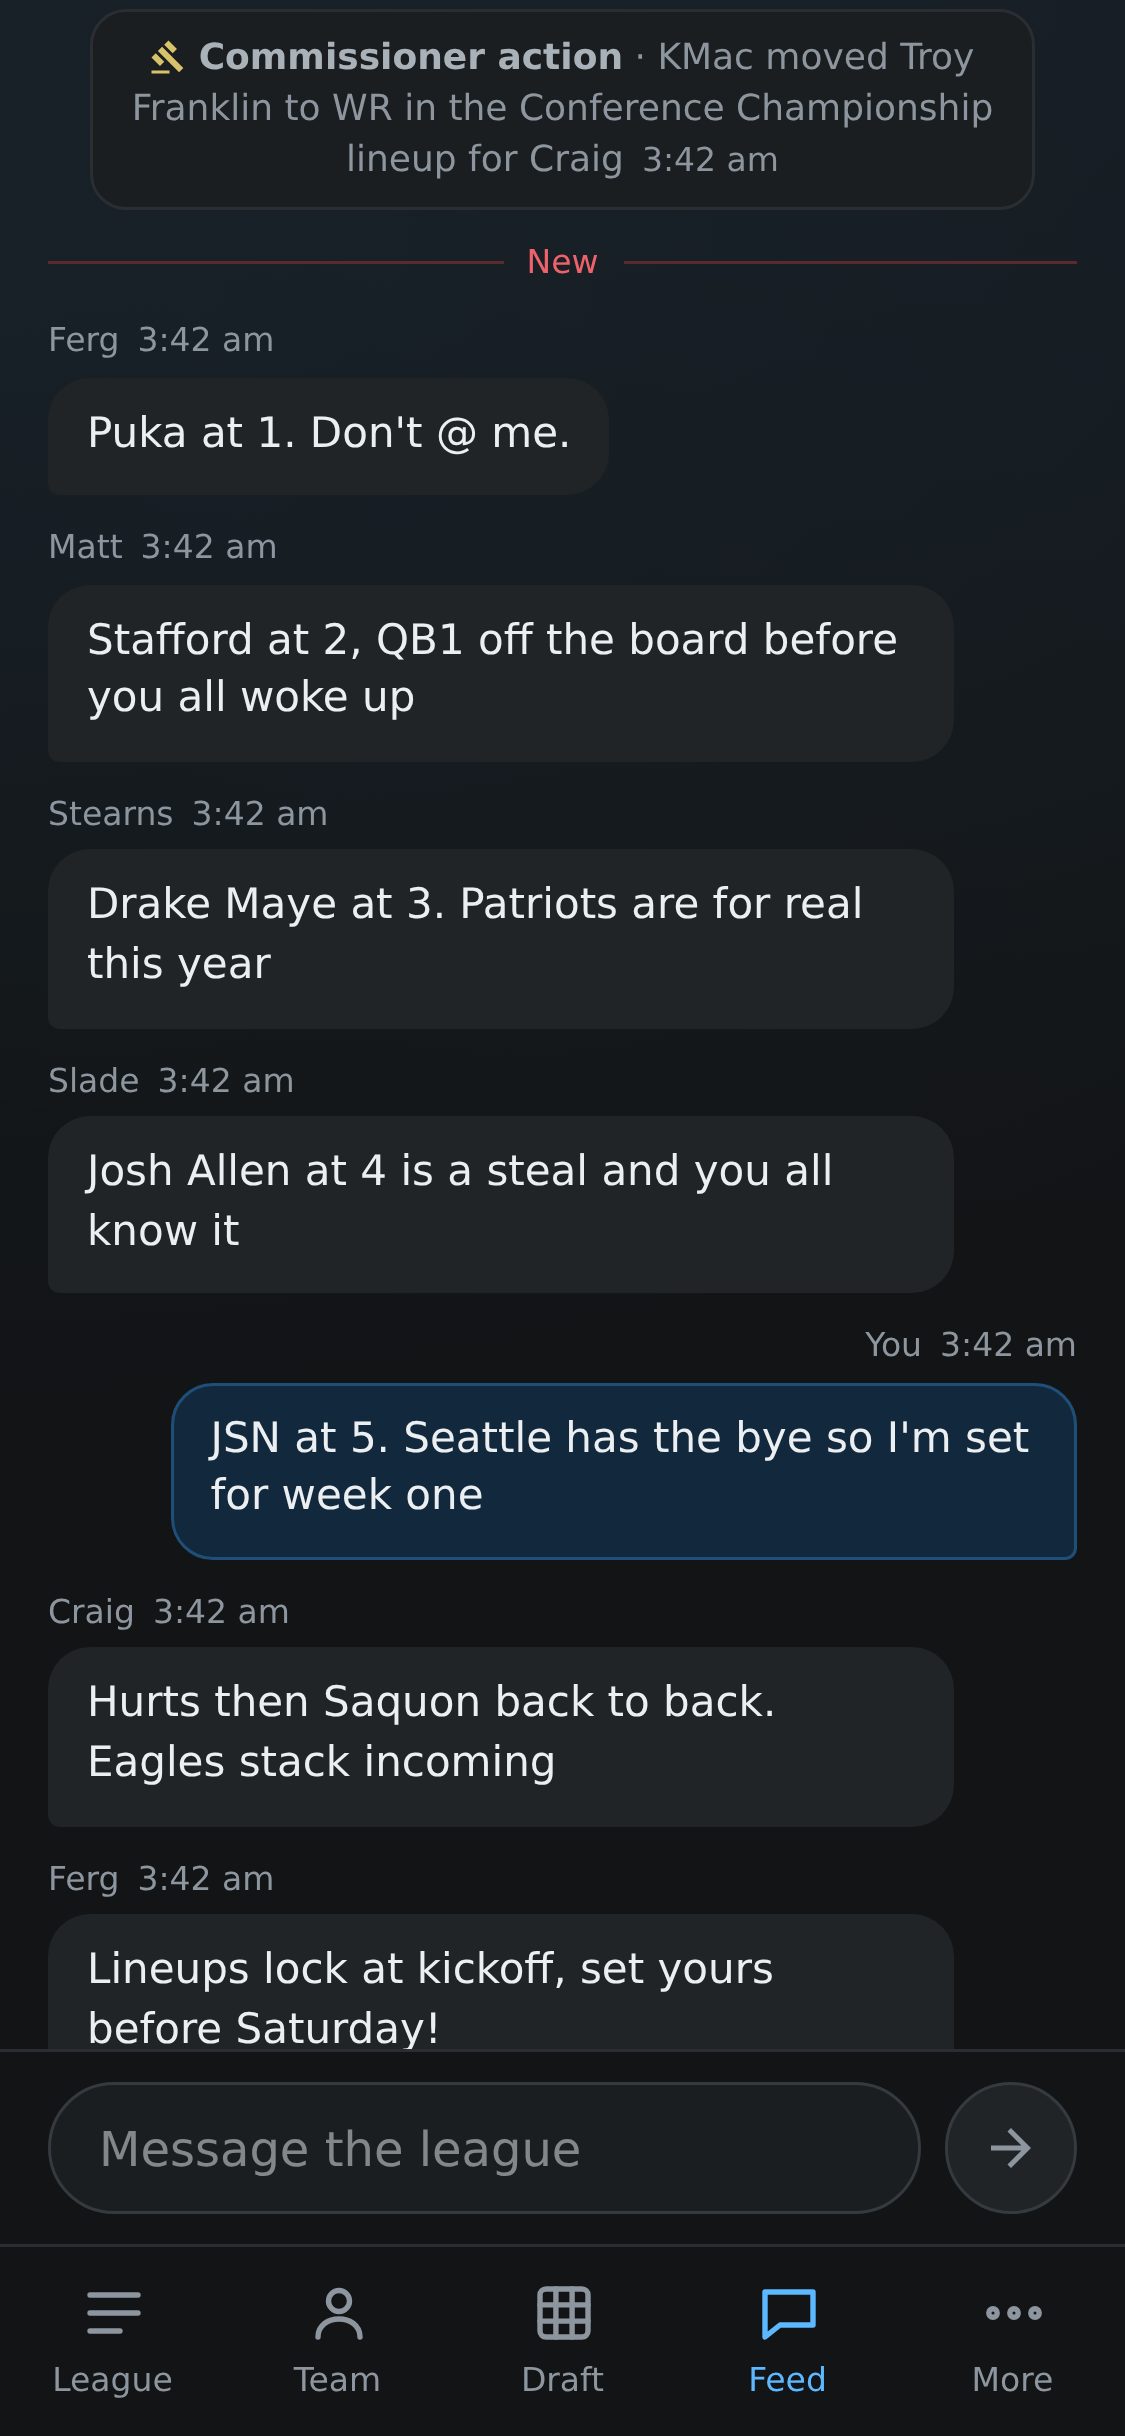 Commissioner action · KMac moved Troy
Franklin to WR in the Conference Championship
lineup for Craig 3:42 am
New
Ferg 3:42 am
Puka at 1. Don't @ me.
Matt 3:42 am
Stafford at 2, QB1 off the board before
you all woke up
Stearns 3:42 am
Drake Maye at 3. Patriots are for real
this year
Slade 3:42 am
Josh Allen at 4 is a steal and you all
know it
You 3:42 am
JSN at 5. Seattle has the bye so I'm set
for week one
Craig 3:42 am
Hurts then Saquon back to back.
Eagles stack incoming
Ferg 3:42 am
Lineups lock at kickoff, set yours
before Saturday!
Message the league
League Team Draft Feed More